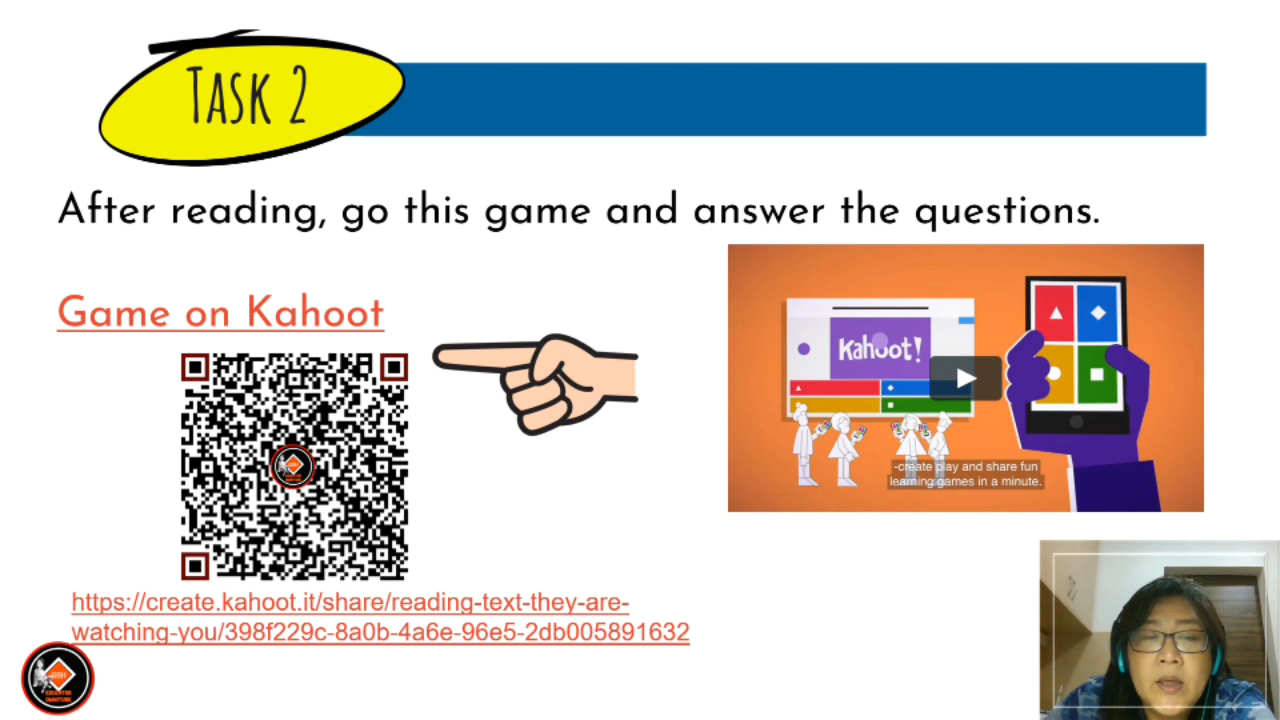 TASK 2
After reading, go this game and answer the questions.
Game on Kahoot
Kahoot!
-create play and share fun
learning games in a minute.
https://create.kahoot.it/share/reading-text-they-are-
watching-you/398f229c-8a0b-4a6e-96e5-2db005891632